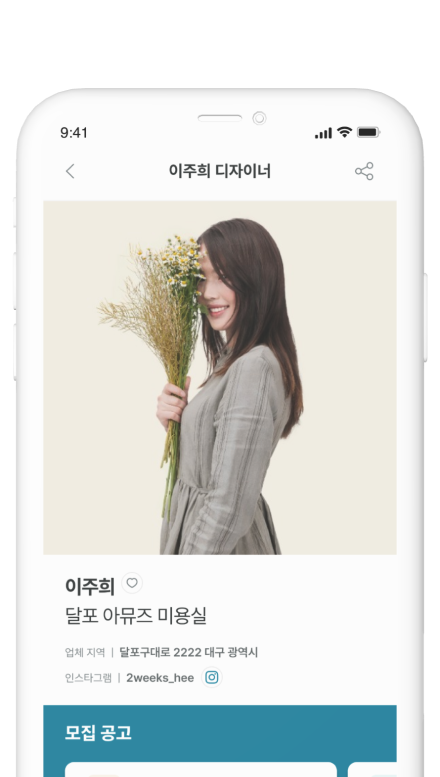 9:41
이주희 디자이너
이주희
달포 아뮤즈 미용실
업체 지역 | 달포구대로 2222 대구 광역시
인스타그램 | 2weeks_hee
모집 공고